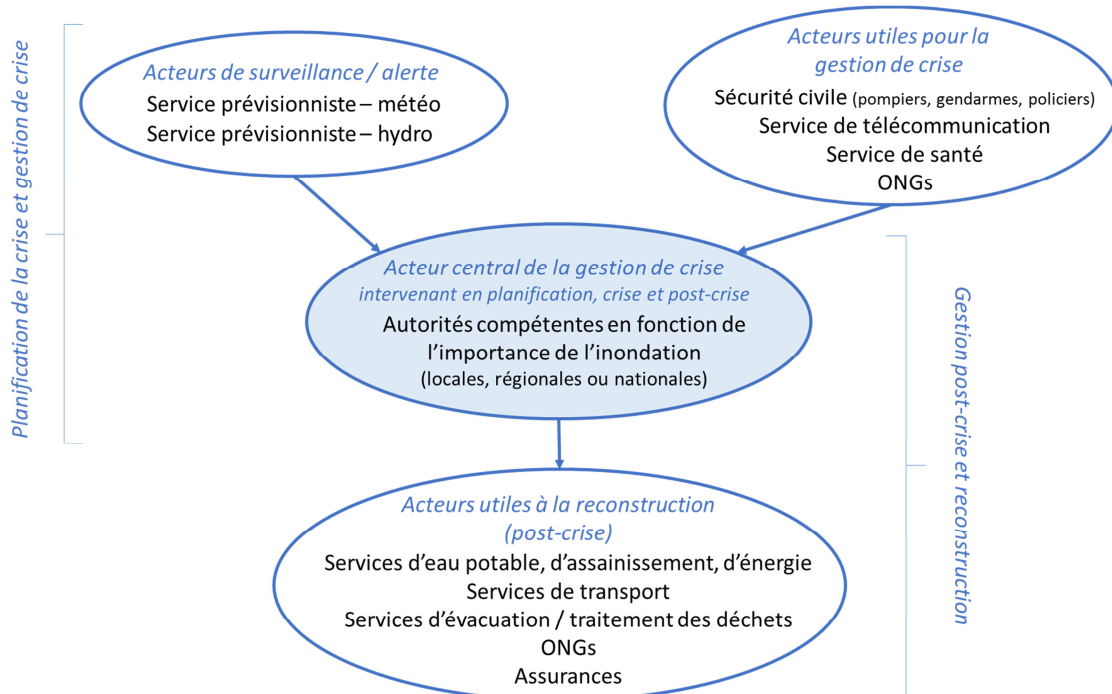 Planification de la crise et gestion de crise
Acteurs de surveillance / alerte
Service prévisionniste – météo
Service prévisionniste – hydro
Acteurs utiles pour la
gestion de crise
Sécurité civile (pompiers, gendarmes, policiers)
Service de télécommunication
Service de santé
ONGs
Acteur central de la gestion de crise
intervenant en planification, crise et post-crise
Autorités compétentes en fonction de
l’importance de l’inondation
(locales, régionales ou nationales)
Gestion post-crise et reconstruction
Acteurs utiles à la reconstruction
(post-crise)
Services d’eau potable, d’assainissement, d’énergie
Services de transport
Services d’évacuation / traitement des déchets
ONGs
Assurances